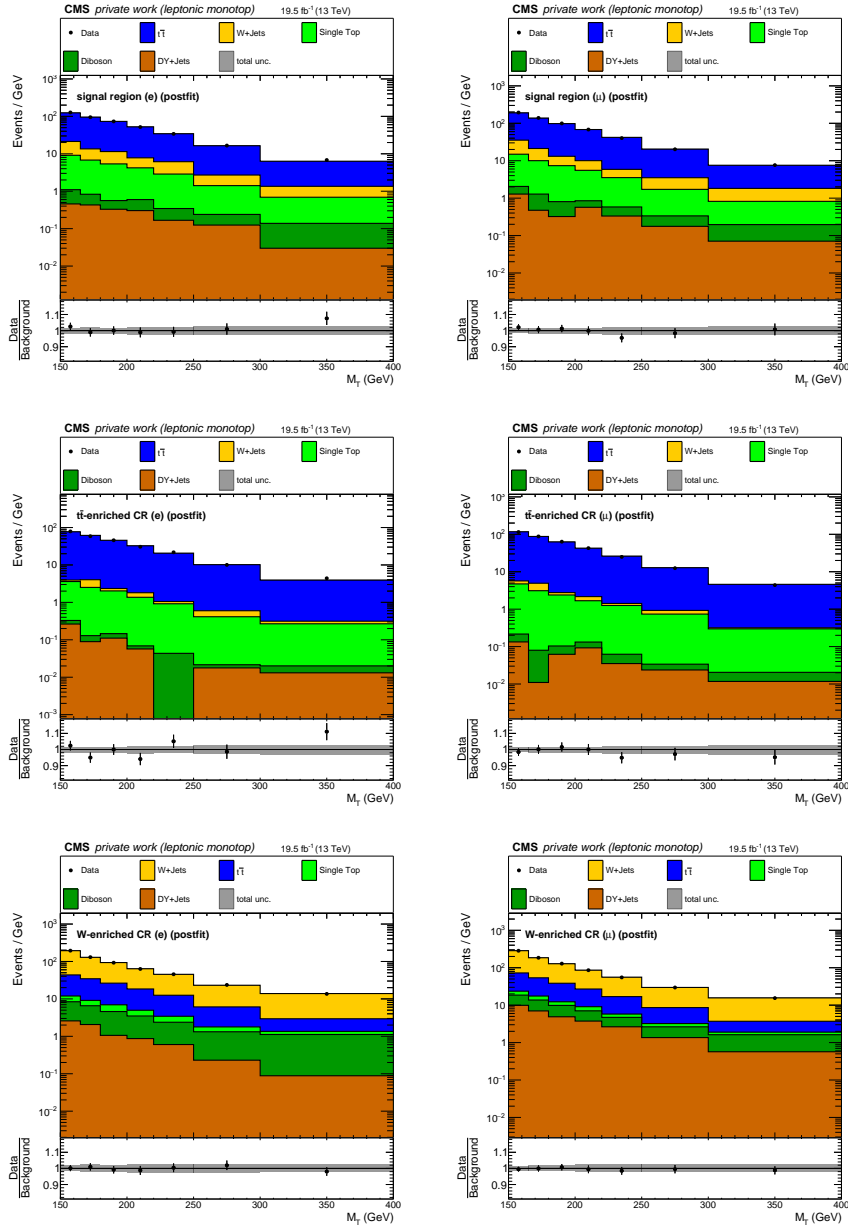 CMS private work (leptonic monotop) 19.5 fb⁻¹ (13 TeV)
Data tt̄ W+Jets Single Top
Diboson DY+Jets total unc.
Events / GeV
signal region (e) (postfit)
10³
10²
10
1
10⁻¹
10⁻²
Data
Background
1.1
1
0.9
150 200 250 300 350 400
M_T (GeV)
CMS private work (leptonic monotop) 19.5 fb⁻¹ (13 TeV)
Data tt̄ W+Jets Single Top
Diboson DY+Jets total unc.
Events / GeV
signal region (μ) (postfit)
10³
10²
10
1
10⁻¹
10⁻²
Data
Background
1.1
1
0.9
150 200 250 300 350 400
M_T (GeV)
CMS private work (leptonic monotop) 19.5 fb⁻¹ (13 TeV)
Data tt̄ W+Jets Single Top
Diboson DY+Jets total unc.
Events / GeV
tt̄-enriched CR (e) (postfit)
10²
10
1
10⁻¹
10⁻²
10⁻³
Data
Background
1.1
1
0.9
150 200 250 300 350 400
M_T (GeV)
CMS private work (leptonic monotop) 19.5 fb⁻¹ (13 TeV)
Data tt̄ W+Jets Single Top
Diboson DY+Jets total unc.
Events / GeV
tt̄-enriched CR (μ) (postfit)
10³
10²
10
1
10⁻¹
10⁻²
Data
Background
1.1
1
0.9
150 200 250 300 350 400
M_T (GeV)
CMS private work (leptonic monotop) 19.5 fb⁻¹ (13 TeV)
Data W+Jets tt̄ Single Top
Diboson DY+Jets total unc.
Events / GeV
W-enriched CR (e) (postfit)
10³
10²
10
1
10⁻¹
10⁻²
Data
Background
1.1
1
0.9
150 200 250 300 350 400
M_T (GeV)
CMS private work (leptonic monotop) 19.5 fb⁻¹ (13 TeV)
Data W+Jets tt̄ Single Top
Diboson DY+Jets total unc.
Events / GeV
W-enriched CR (μ) (postfit)
10³
10²
10
1
10⁻¹
10⁻²
Data
Background
1.1
1
0.9
150 200 250 300 350 400
M_T (GeV)